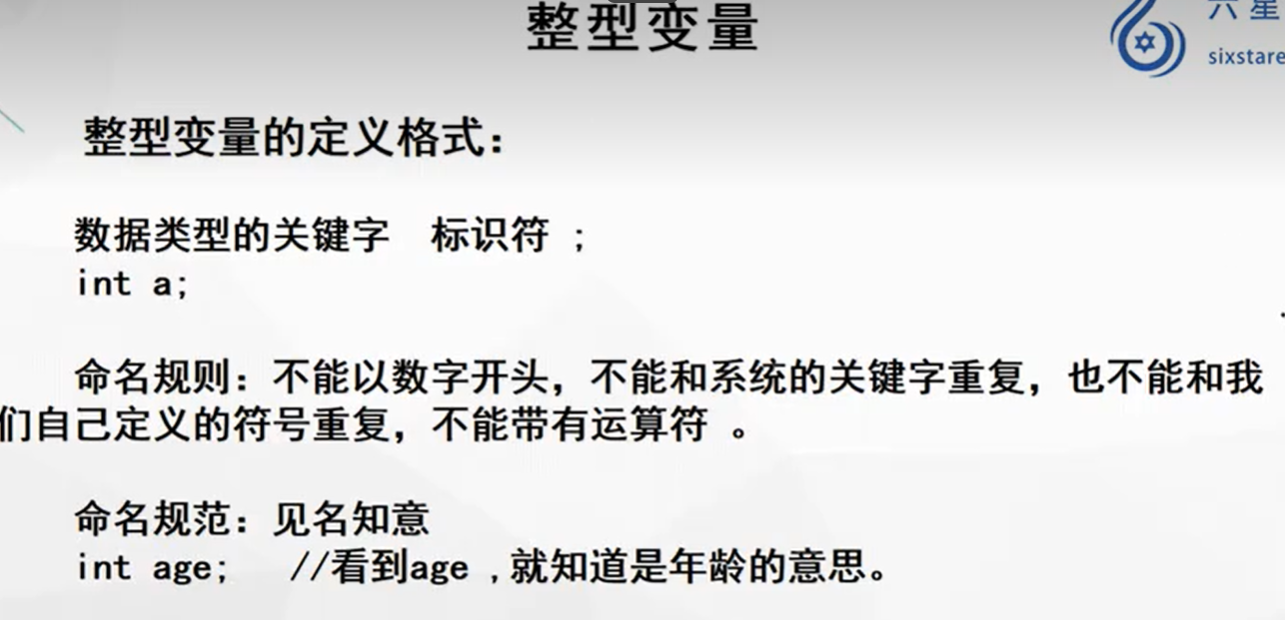 整型变量
六星
sixstare
整型变量的定义格式：
数据类型的关键字 标识符 ；
int a;
命名规则：不能以数字开头，不能和系统的关键字重复，也不能和我
们自己定义的符号重复，不能带有运算符 。
命名规范：见名知意
int age; //看到age ,就知道是年龄的意思。